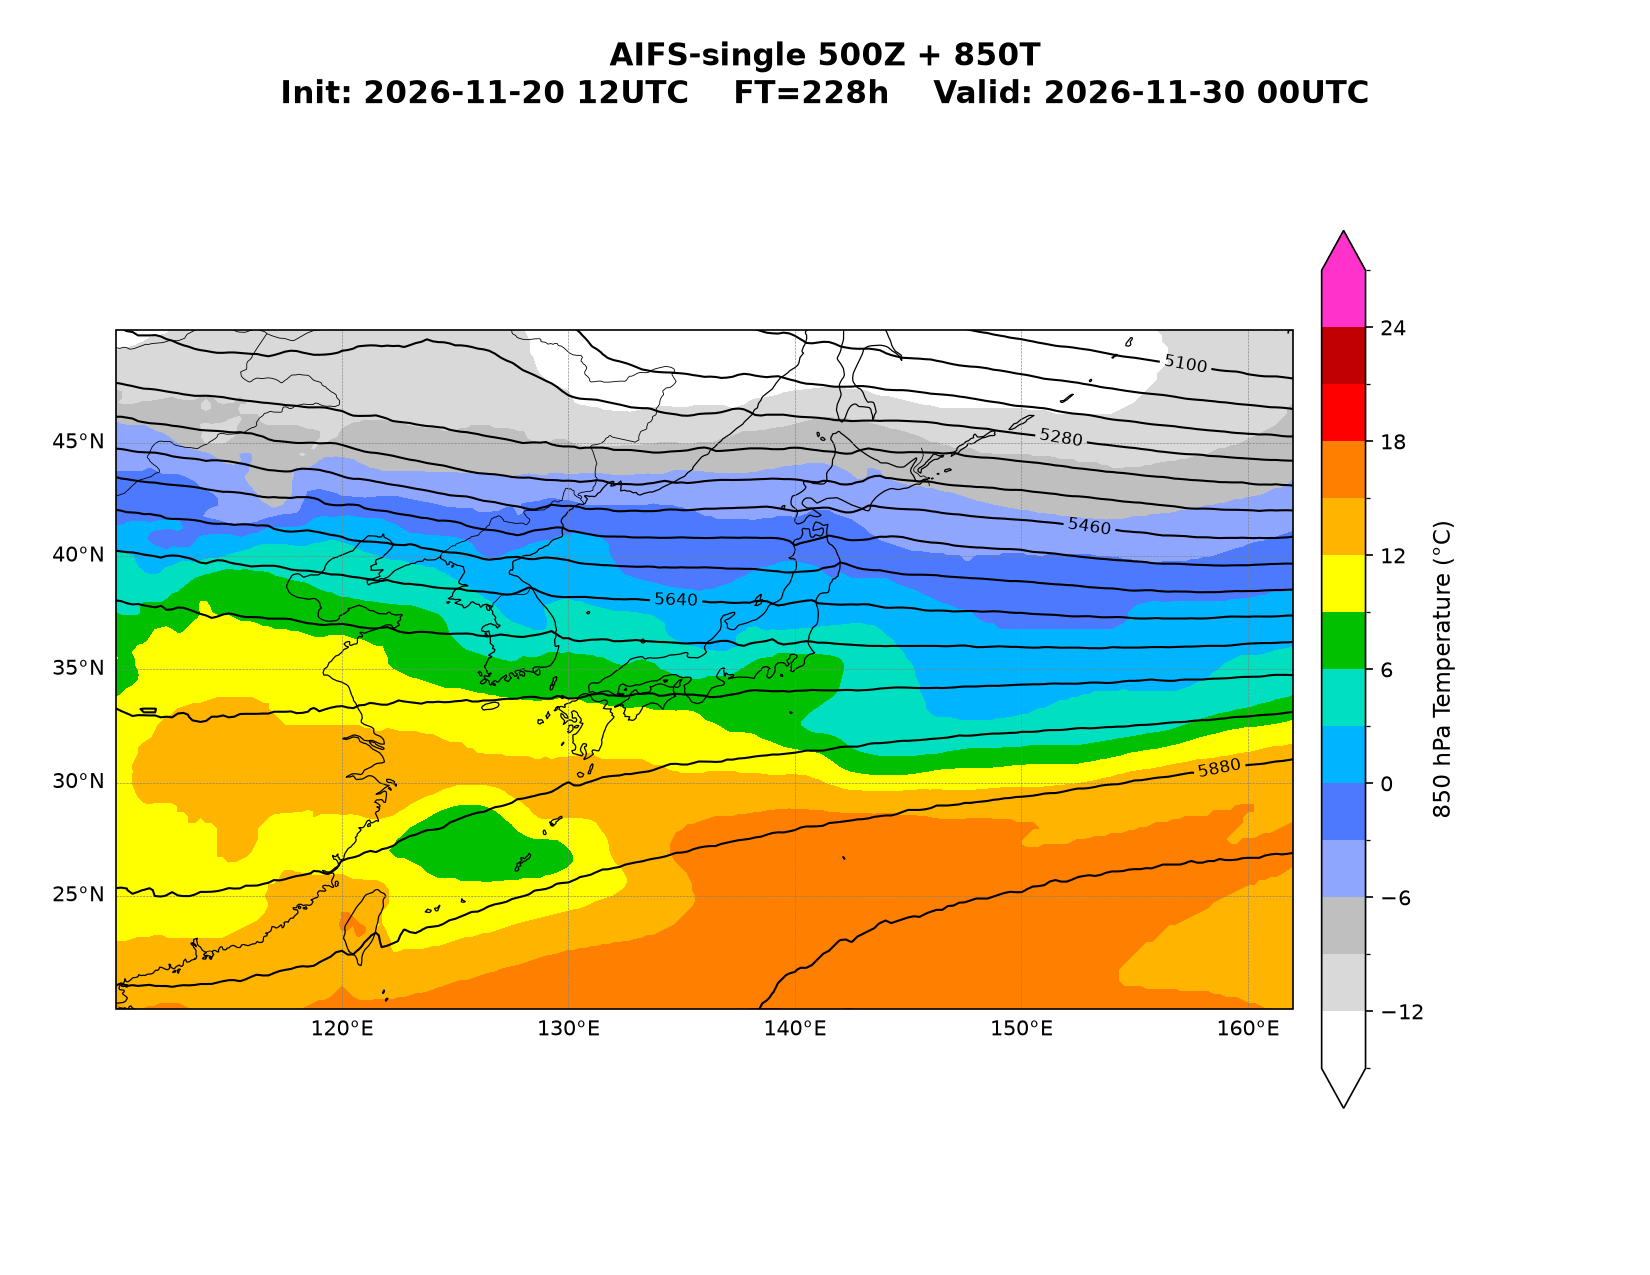 AIFS-single 500Z + 850T
Init: 2026-11-20 12UTC    FT=228h    Valid: 2026-11-30 00UTC
5100
5280
5460
5640
5880
45°N
40°N
35°N
30°N
25°N
120°E
130°E
140°E
150°E
160°E
24
18
12
6
0
−6
−12
850 hPa Temperature (°C)